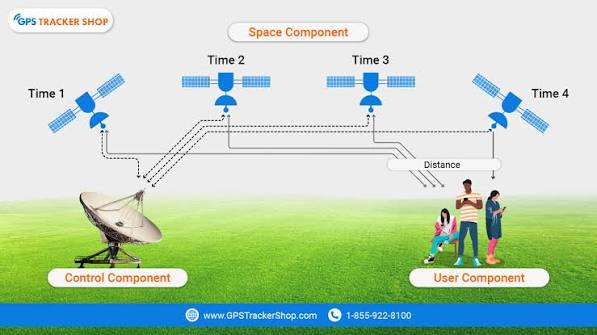 GPS TRACKER SHOP
Space Component
Time 1
Time 2
Time 3
Time 4
Distance
Control Component
User Component
www.GPSTrackerShop.com
1-855-922-8100